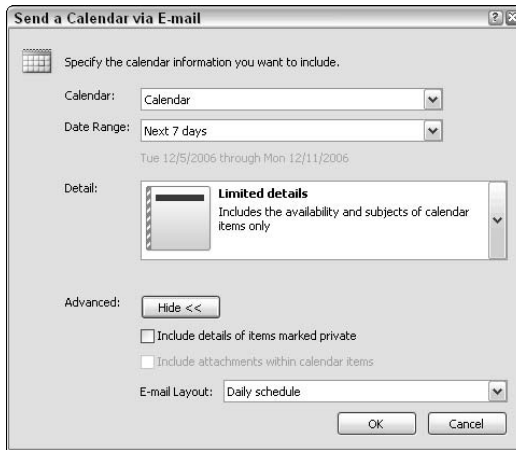 Send a Calendar via E-mail
Specify the calendar information you want to include.
Calendar: Calendar
Date Range: Next 7 days
Tue 12/5/2006 through Mon 12/11/2006
Detail: Limited details
Includes the availability and subjects of calendar
items only
Advanced: Hide <<
Include details of items marked private
Include attachments within calendar items
E-mail Layout: Daily schedule
OK Cancel